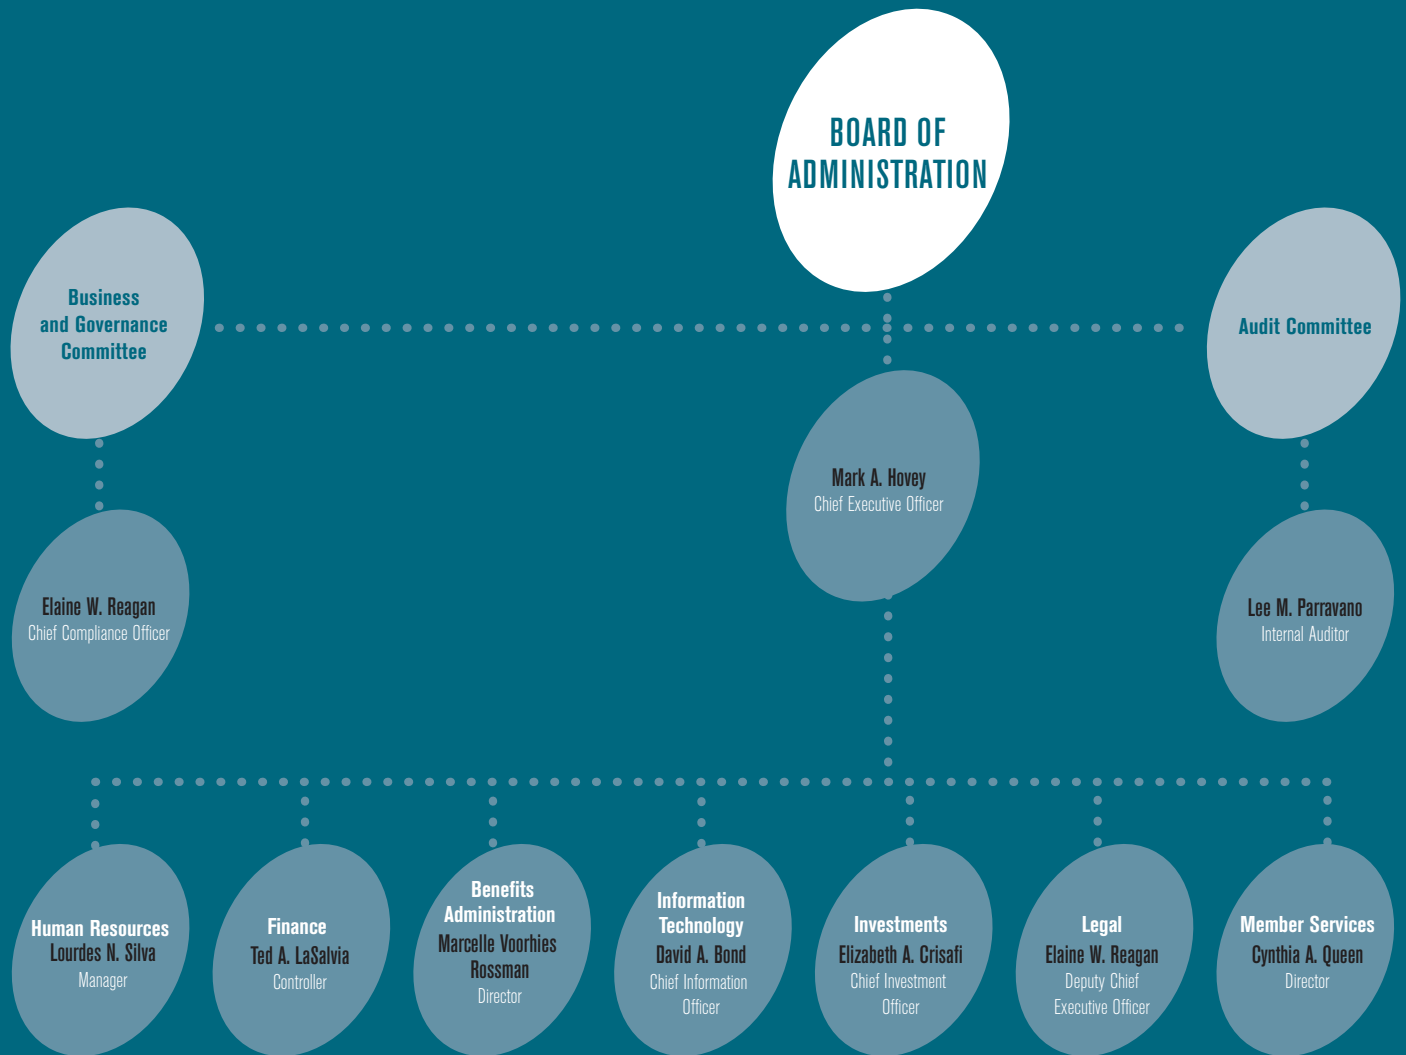 BOARD OF
ADMINISTRATION
Business
and Governance
Committee
Audit Committee
Mark A. Hovey
Chief Executive Officer
Elaine W. Reagan
Chief Compliance Officer
Lee M. Parravano
Internal Auditor
Human Resources
Lourdes N. Silva
Manager
Finance
Ted A. LaSalvia
Controller
Benefits
Administration
Marcelle Voorhies
Rossman
Director
Information
Technology
David A. Bond
Chief Information
Officer
Investments
Elizabeth A. Crisafi
Chief Investment
Officer
Legal
Elaine W. Reagan
Deputy Chief
Executive Officer
Member Services
Cynthia A. Queen
Director